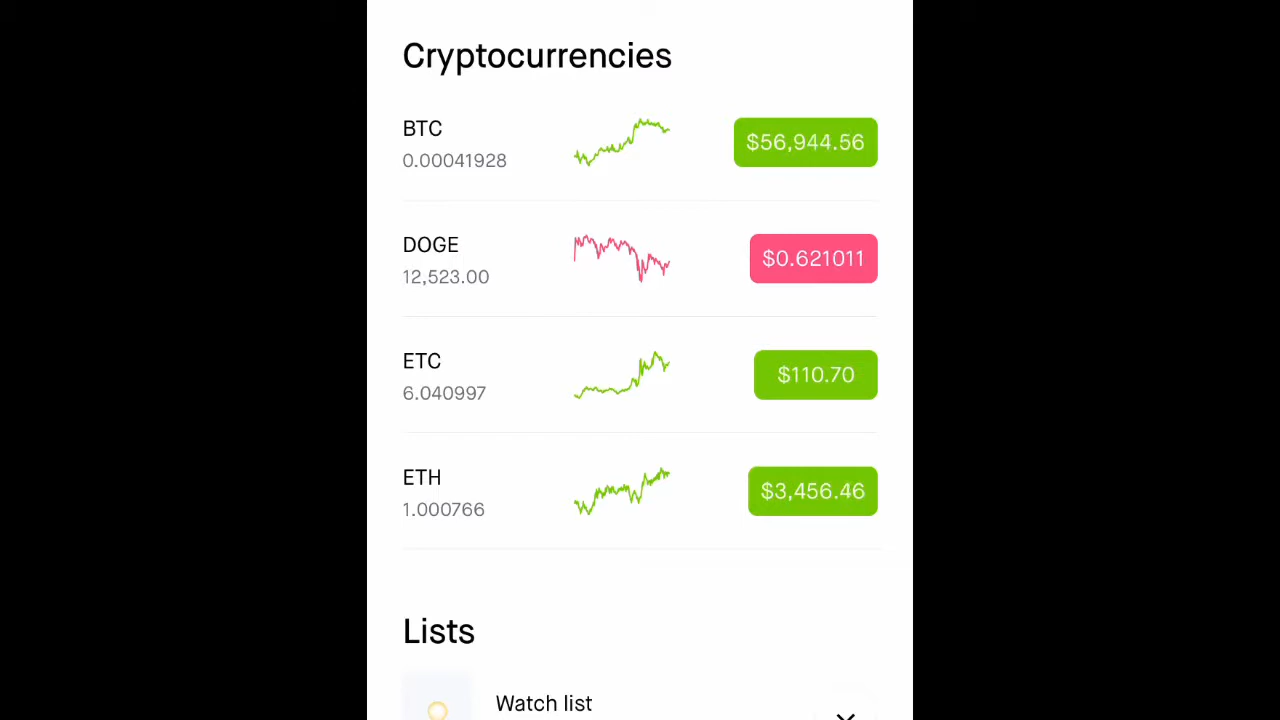 Cryptocurrencies
BTC
0.00041928
$56,944.56
DOGE
12,523.00
$0.621011
ETC
6.040997
$110.70
ETH
1.000766
$3,456.46
Lists
Watch list